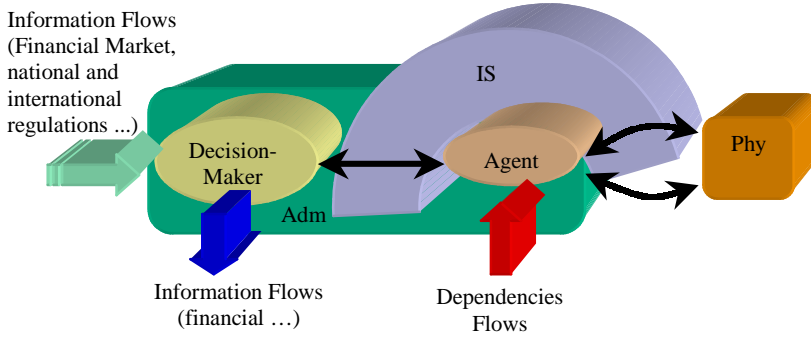 Information Flows
(Financial Market,
national and
international
regulations ...)
IS
Decision-
Maker
Agent
Phy
Adm
Information Flows
(financial …)
Dependencies
Flows